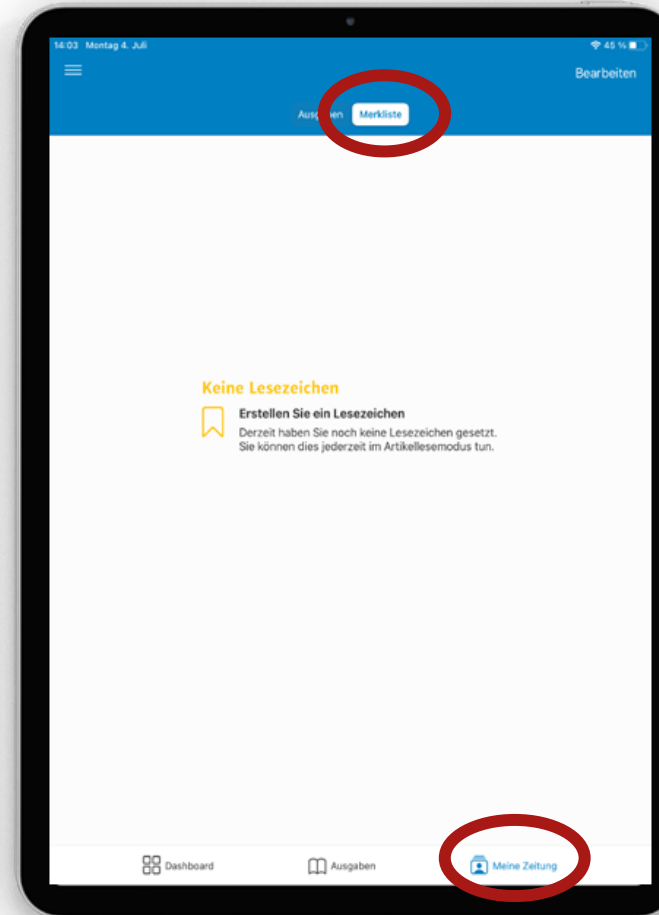 14:03 Montag 4. Juli 45 %
Bearbeiten
Ausgaben Merkliste
Keine Lesezeichen
Erstellen Sie ein Lesezeichen
Derzeit haben Sie noch keine Lesezeichen gesetzt.
Sie können dies jederzeit im Artikellesemodus tun.
Dashboard Ausgaben Meine Zeitung